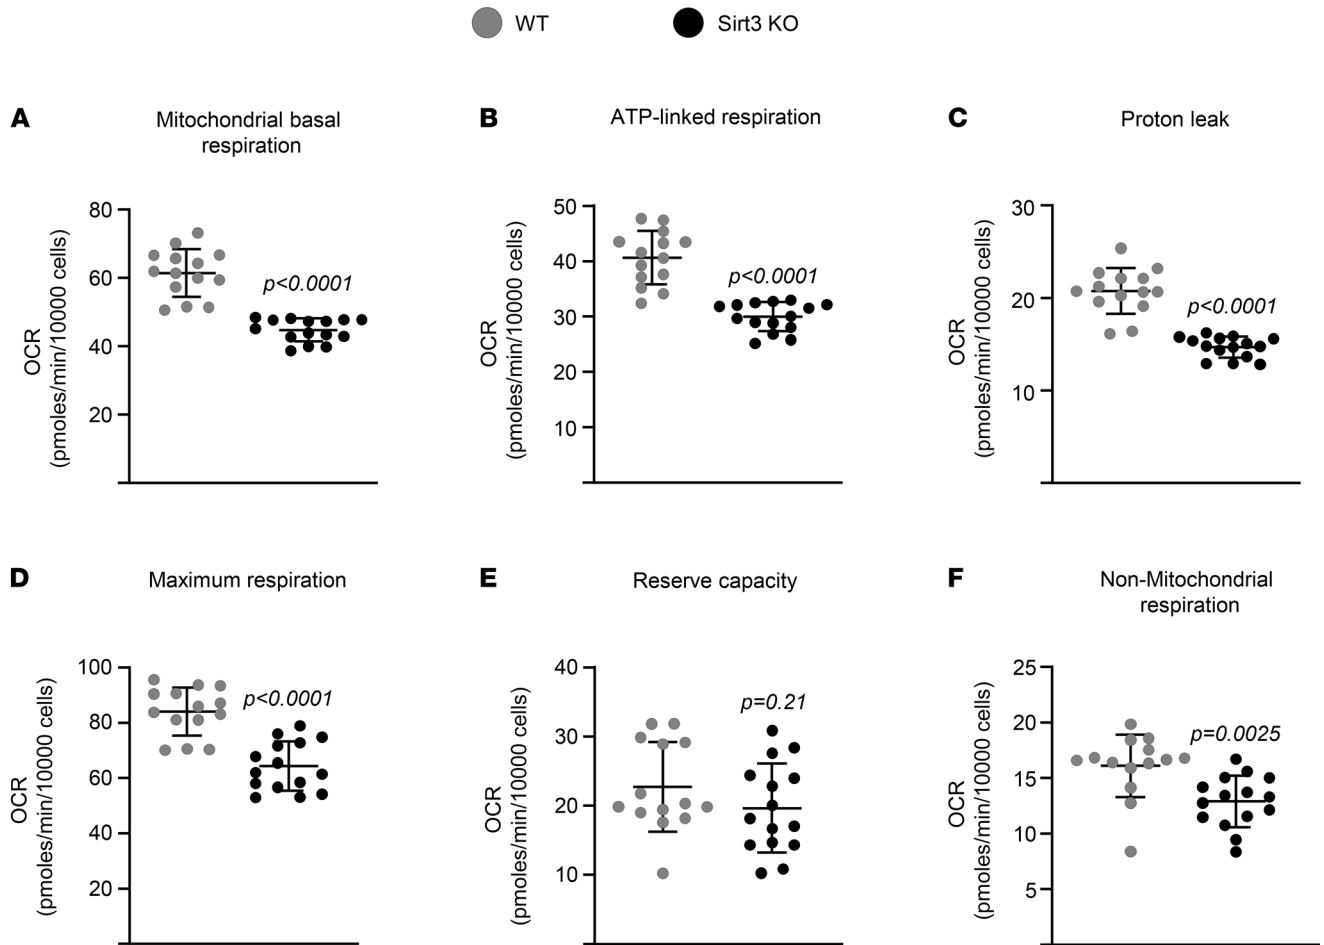 WT
Sirt3 KO
A
Mitochondrial basal
respiration
OCR
(pmoles/min/10000 cells)
80
60
40
20
p<0.0001
B
ATP-linked respiration
OCR
(pmoles/min/10000 cells)
50
40
30
20
10
p<0.0001
C
Proton leak
OCR
(pmoles/min/10000 cells)
30
20
10
p<0.0001
D
Maximum respiration
OCR
(pmoles/min/10000 cells)
100
80
60
40
20
p<0.0001
E
Reserve capacity
OCR
(pmoles/min/10000 cells)
40
30
20
10
p=0.21
F
Non-Mitochondrial
respiration
OCR
(pmoles/min/10000 cells)
25
20
15
10
5
p=0.0025